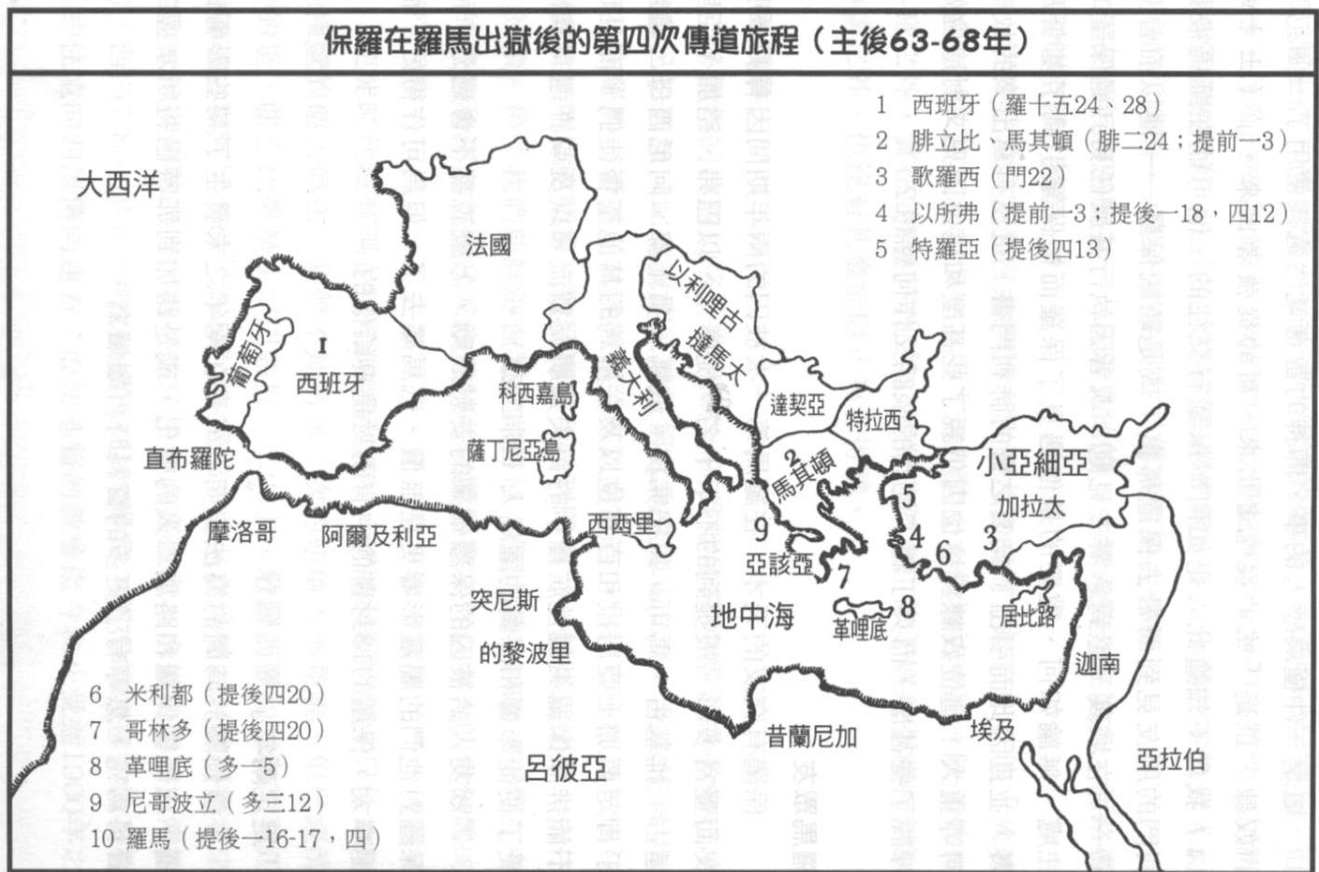 保羅在羅馬出獄後的第四次傳道旅程（主後63-68年）
1 西班牙（羅十五24、28）
2 腓立比、馬其頓（腓二24；提前一3）
3 歌羅西（門22）
4 以所弗（提前一3；提後一18，四12）
5 特羅亞（提後四13）
大西洋
法國
以利哩古
撻馬太
葡萄牙
1
西班牙
科西嘉島
義大利
達契亞
特拉西
薩丁尼亞島
2
馬其頓
小亞細亞
加拉太
直布羅陀
5
摩洛哥
阿爾及利亞
西西里
9
4
6
3
亞該亞
7
突尼斯
地中海
革哩底
8
居比路
的黎波里
迦南
昔蘭尼加
埃及
亞拉伯
呂彼亞
6 米利都（提後四20）
7 哥林多（提後四20）
8 革哩底（多一5）
9 尼哥波立（多三12）
10 羅馬（提後一16-17，四）